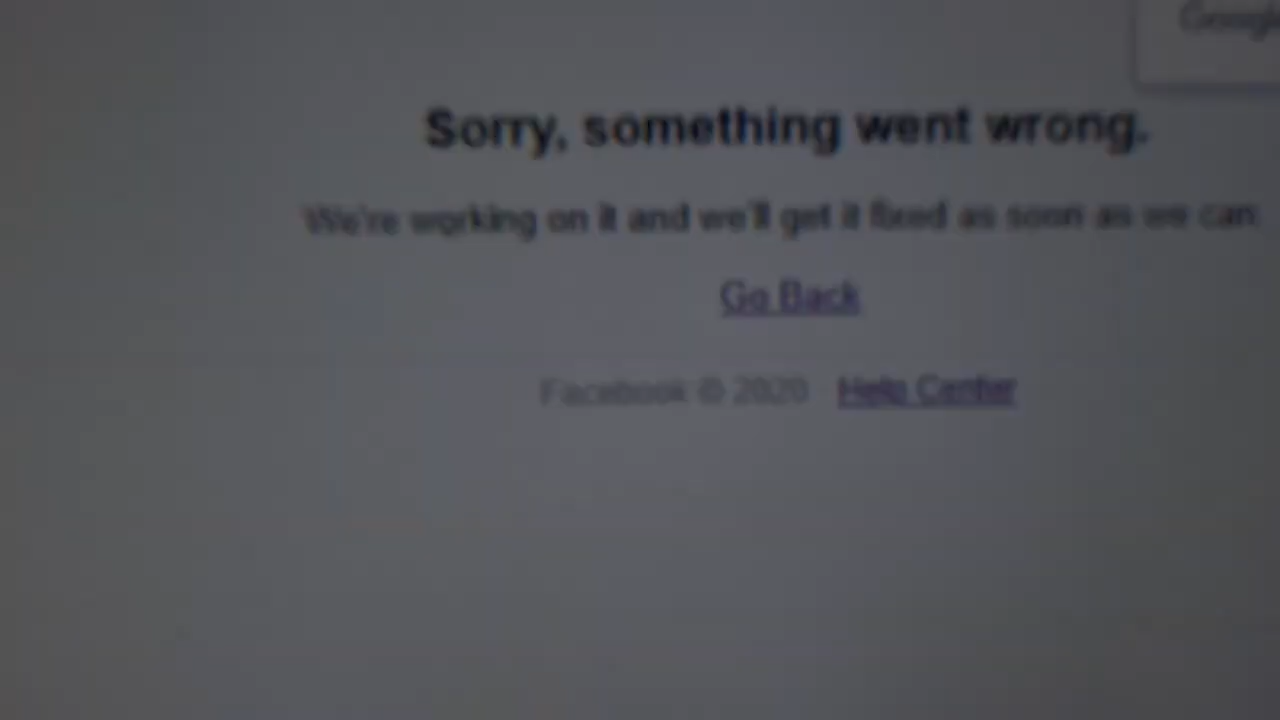 Google
Sorry, something went wrong.
We're working on it and we'll get it fixed as soon as we can.
Go Back
Facebook © 2020 Help Center